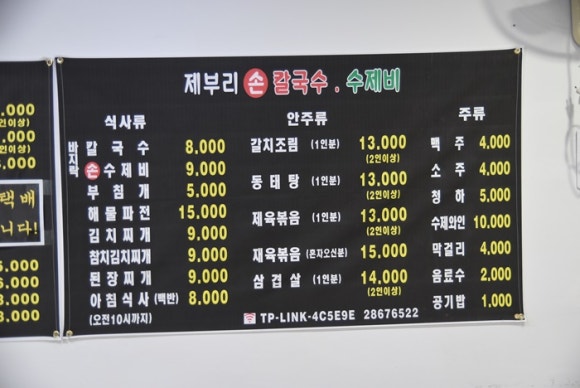 제부리 손 칼국수 . 수제비
식사류
바지락 칼국수 8,000
손 수제비 9,000
부침개 5,000
해물파전 15,000
김치찌개 9,000
참치김치찌개 9,000
된장찌개 9,000
아침식사 (백반) 8,000
(오전10시까지)
안주류
갈치조림 (1인분) 13,000
(2인이상)
동태탕 (1인분) 13,000
(2인이상)
제육볶음 (1인분) 13,000
(2인이상)
재육볶음 (혼자오신분) 15,000
삼겹살 (1인분) 14,000
(2인이상)
주류
맥주 4,000
소주 4,000
청하 5,000
수제와인 10,000
막걸리 4,000
음료수 2,000
공기밥 1,000
TP-LINK-4C5E9E 28676522
택배
니다!